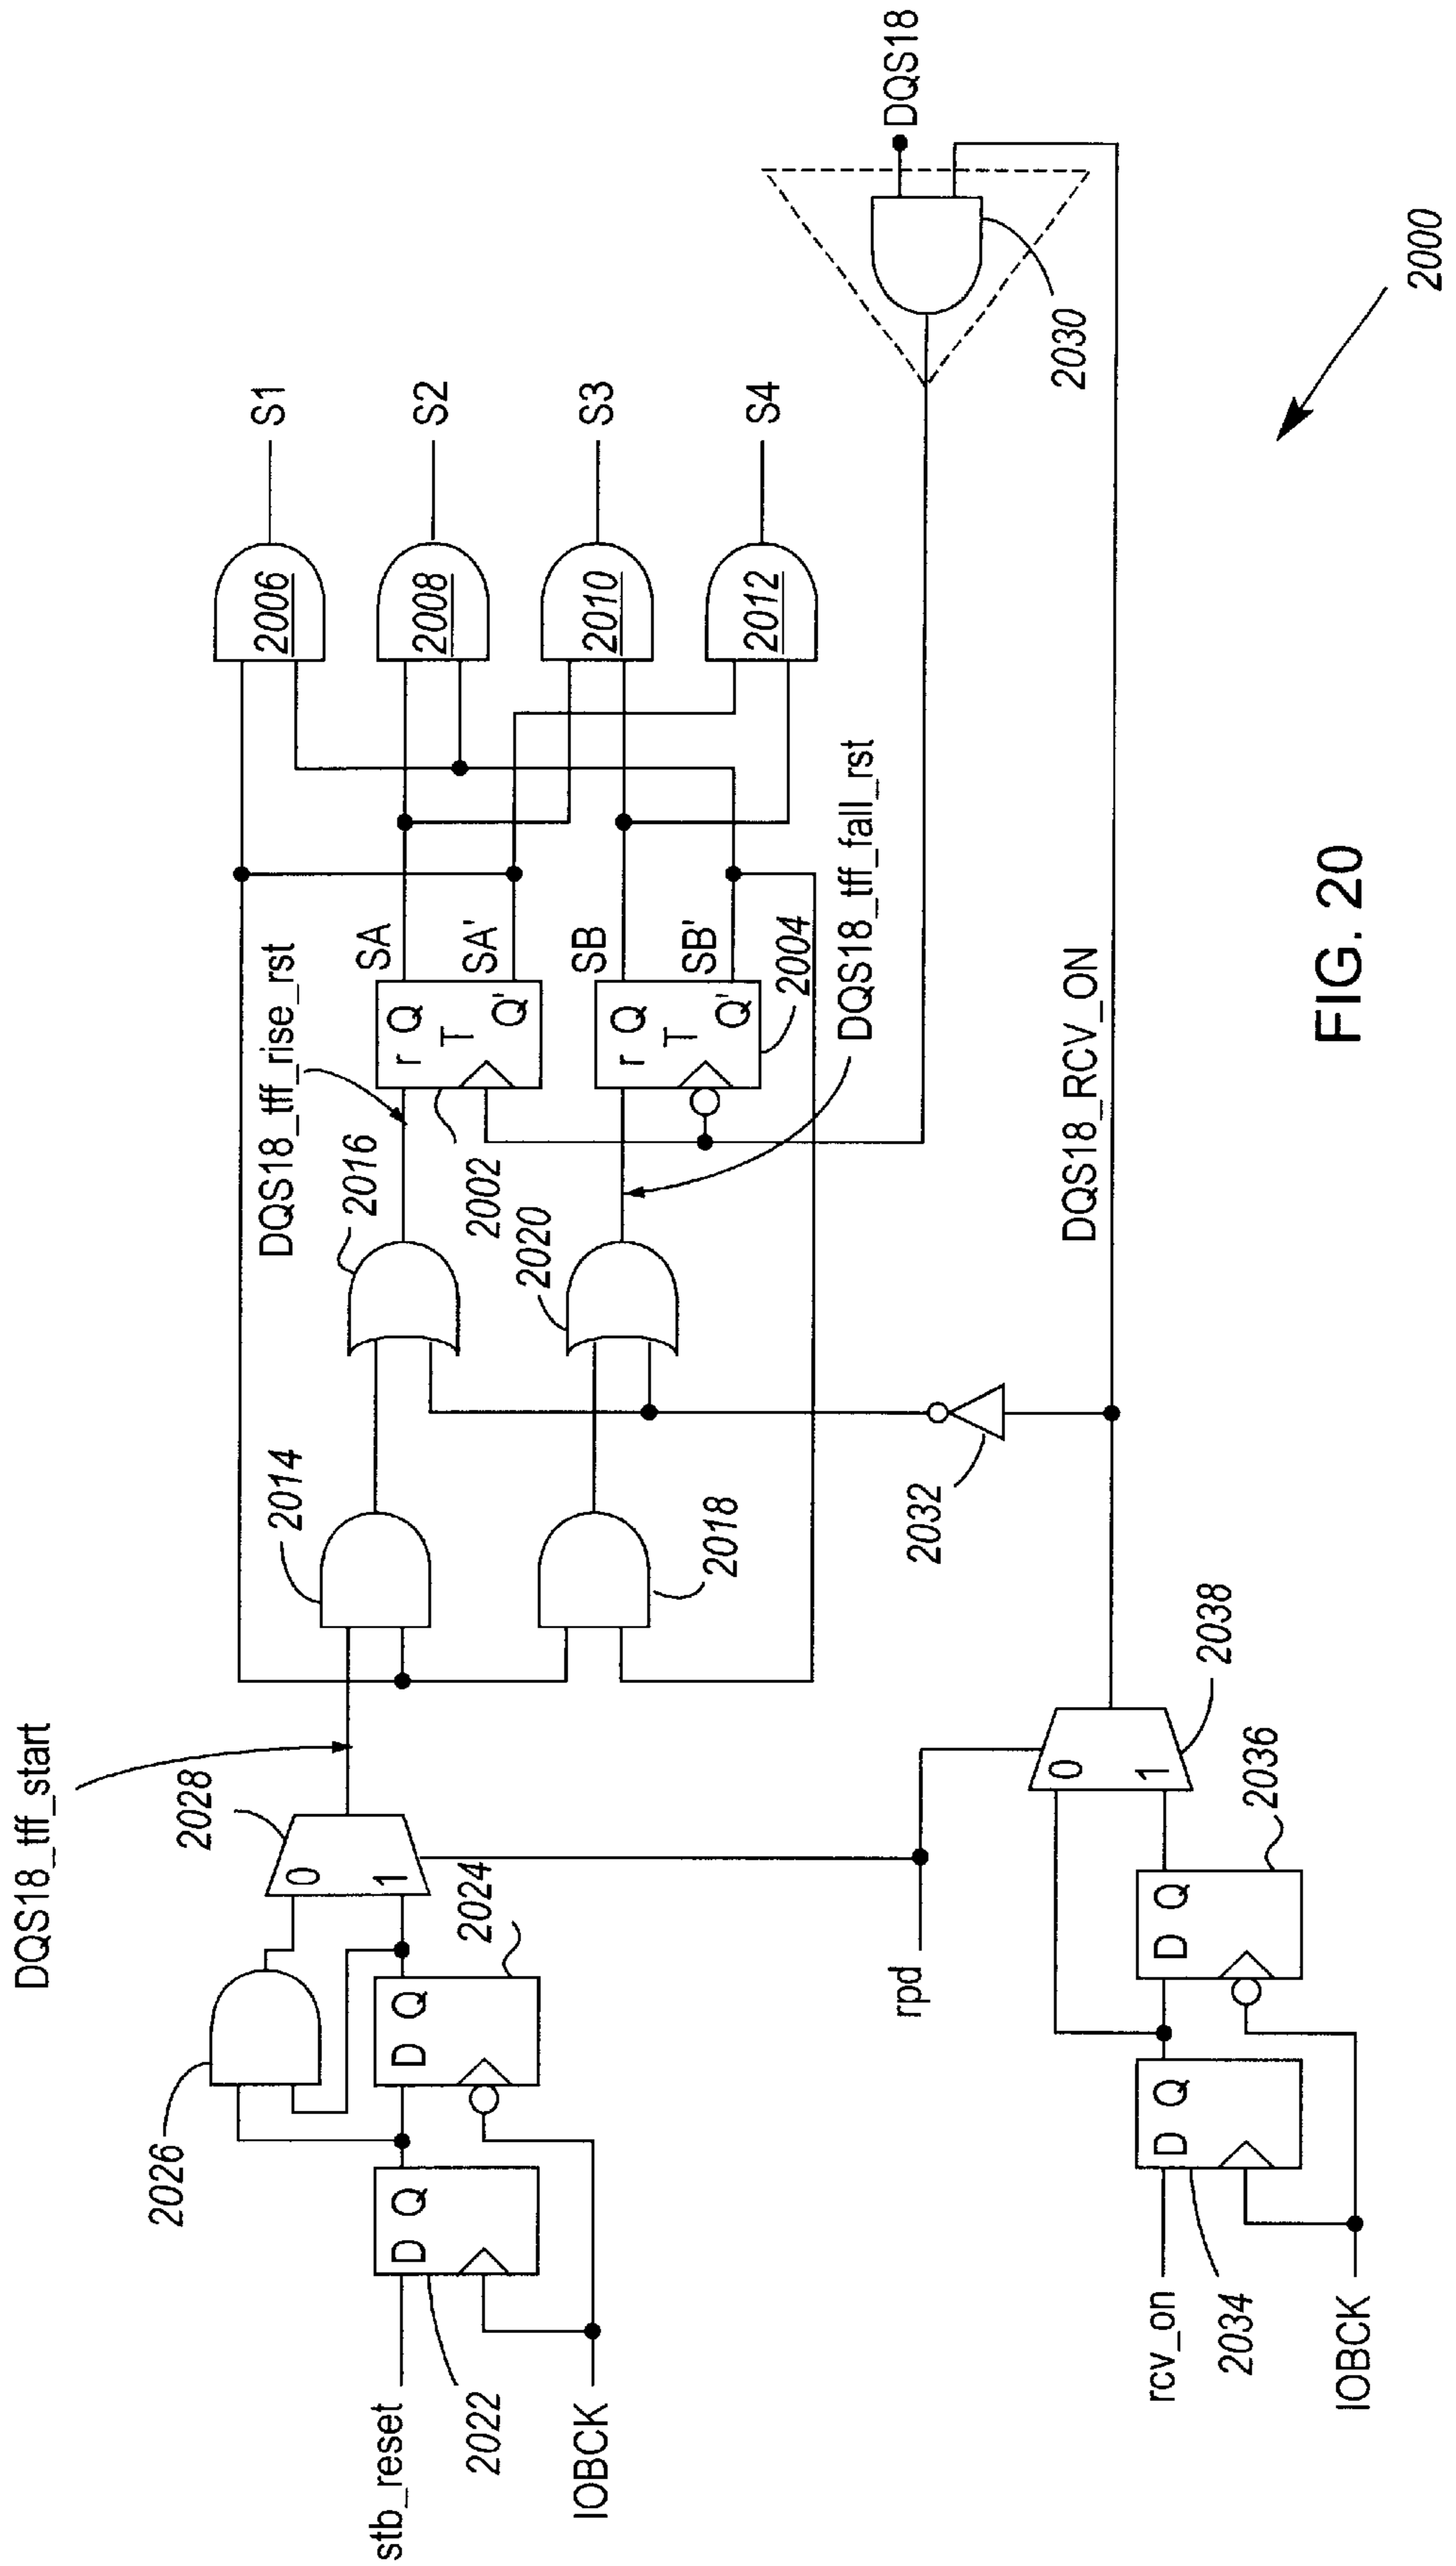 DQS18_tff_start
2026
2028
0
1
2024
D Q
D Q
stb_reset
2022
IOBCK
2014
2018
2016
2020
DQS18_tff_rise_rst
2002
r Q
T
Q'
SA
SA'
r Q
T
Q'
SB
SB'
2004
DQS18_tff_fall_rst
2006
2008
2010
2012
S1
S2
S3
S4
DQS18
2030
2032
DQS18_RCV_ON
rpd
2038
0
1
2036
D Q
D Q
rcv_on
2034
IOBCK
2000
FIG. 20